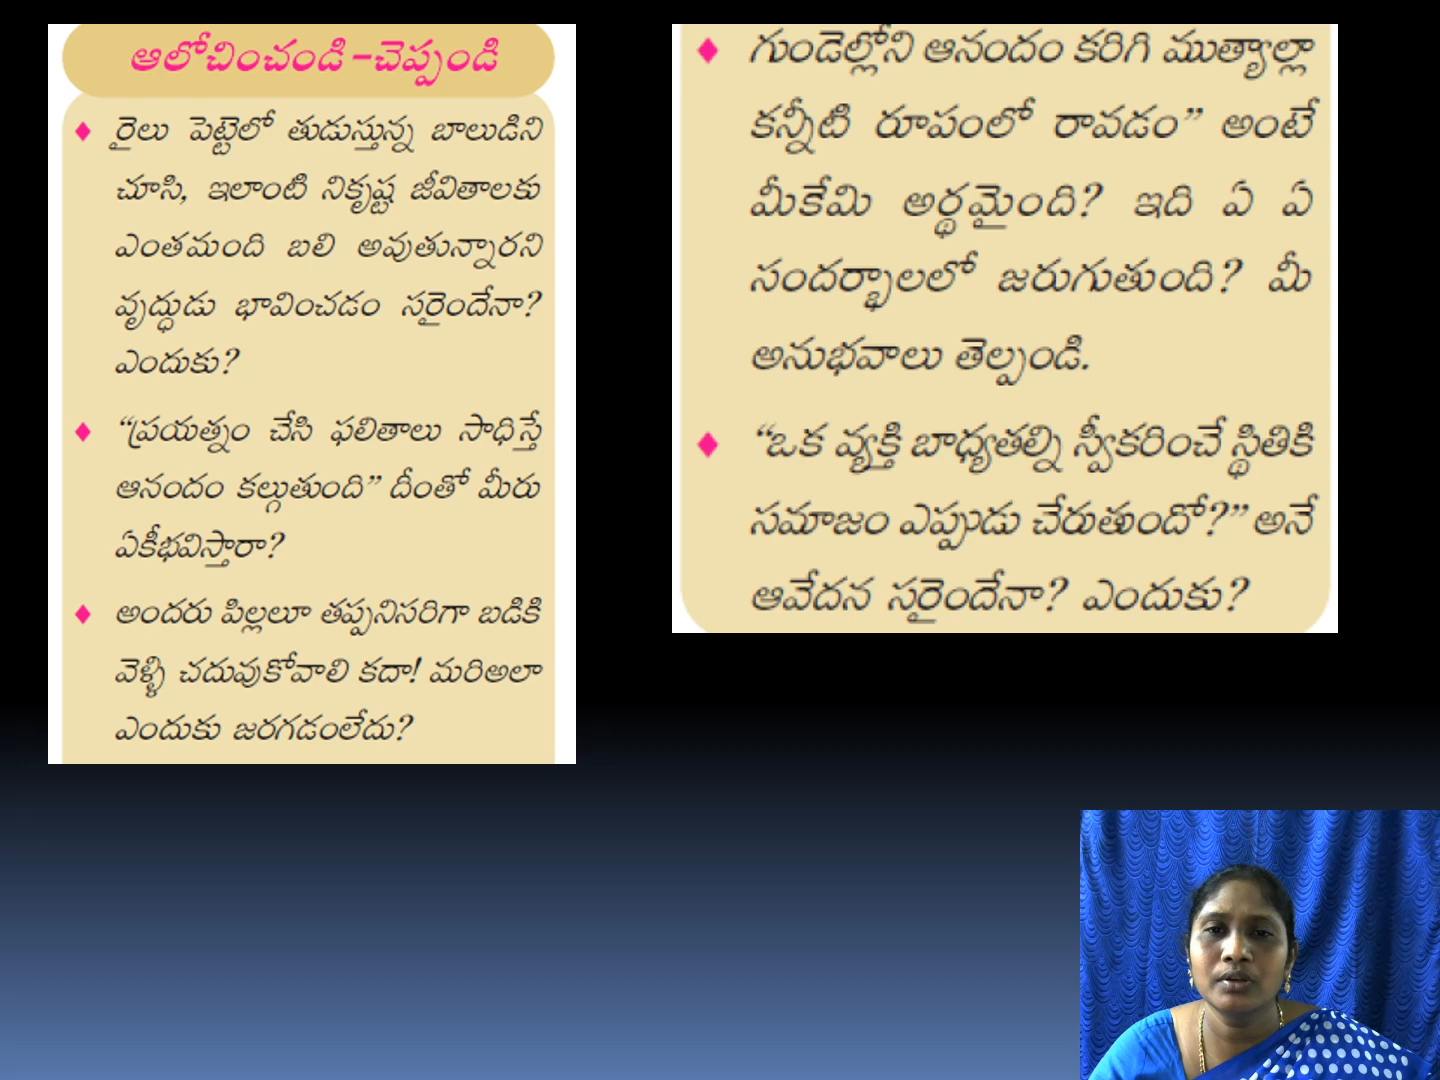 ఆలోచించండి -చెప్పండి
♦ రైలు పెట్టెలో తుడుస్తున్న బాలుడిని
చూసి, ఇలాంటి నికృష్ట జీవితాలకు
ఎంతమంది బలి అవుతున్నారని
వృద్ధుడు భావించడం సరైందేనా?
ఎందుకు?
♦ “ప్రయత్నం చేసి ఫలితాలు సాధిస్తే
ఆనందం కల్గుతుంది” దీంతో మీరు
ఏకీభవిస్తారా?
♦ అందరు పిల్లలూ తప్పనిసరిగా బడికి
వెళ్ళి చదువుకోవాలి కదా! మరిఅలా
ఎందుకు జరగడంలేదు?
♦ గుండెల్లోని ఆనందం కరిగి ముత్యాల్లా
కన్నీటి రూపంలో రావడం” అంటే
మీకేమి అర్థమైంది? ఇది ఏ ఏ
సందర్భాలలో జరుగుతుంది? మీ
అనుభవాలు తెల్పండి.
♦ “ఒక వ్యక్తి బాధ్యతల్ని స్వీకరించే స్థితికి
సమాజం ఎప్పుడు చేరుతుందో?” అనే
ఆవేదన సరైందేనా? ఎందుకు?